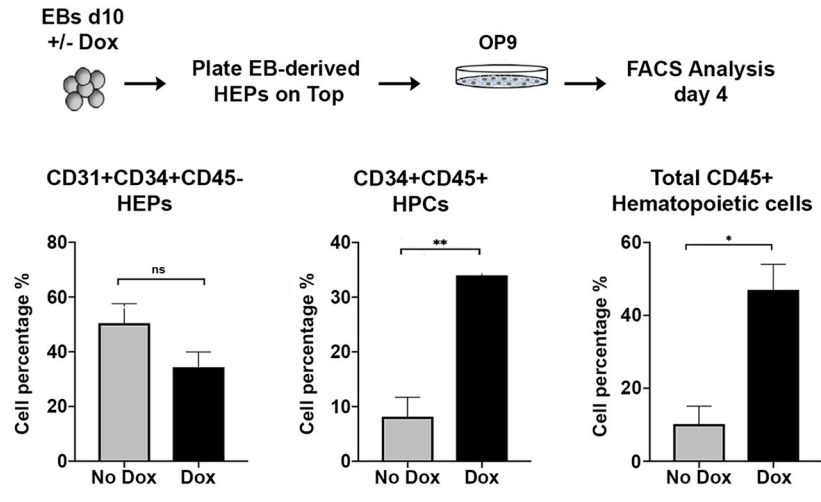 EBs d10
+/- Dox
Plate EB-derived
HEPs on Top
OP9
FACS Analysis
day 4
CD31+CD34+CD45-
HEPs
Cell percentage %
80
60
40
20
0
ns
No Dox
Dox
CD34+CD45+
HPCs
Cell percentage %
40
30
20
10
0
**
No Dox
Dox
Total CD45+
Hematopoietic cells
Cell percentage %
60
40
20
0
*
No Dox
Dox